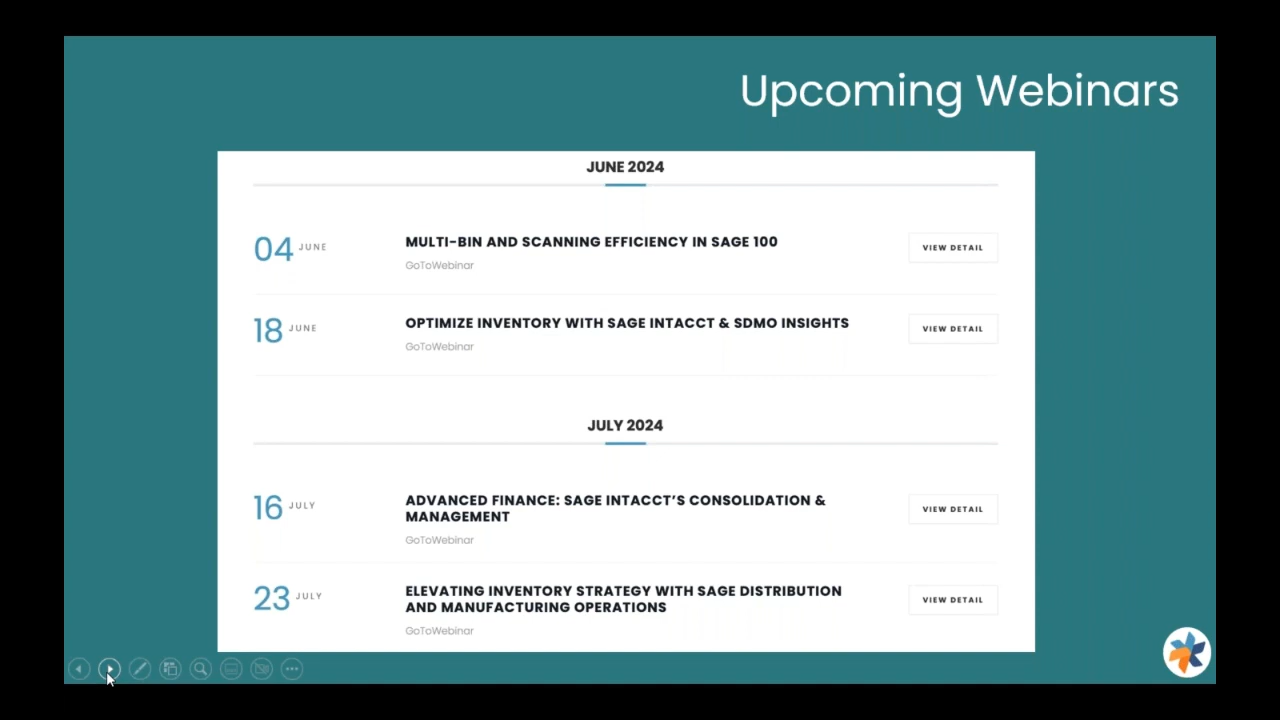 Upcoming Webinars
JUNE 2024
04 JUNE
MULTI-BIN AND SCANNING EFFICIENCY IN SAGE 100
GoToWebinar
VIEW DETAIL
18 JUNE
OPTIMIZE INVENTORY WITH SAGE INTACCT & SDMO INSIGHTS
GoToWebinar
VIEW DETAIL
JULY 2024
16 JULY
ADVANCED FINANCE: SAGE INTACCT’S CONSOLIDATION &
MANAGEMENT
GoToWebinar
VIEW DETAIL
23 JULY
ELEVATING INVENTORY STRATEGY WITH SAGE DISTRIBUTION
AND MANUFACTURING OPERATIONS
GoToWebinar
VIEW DETAIL